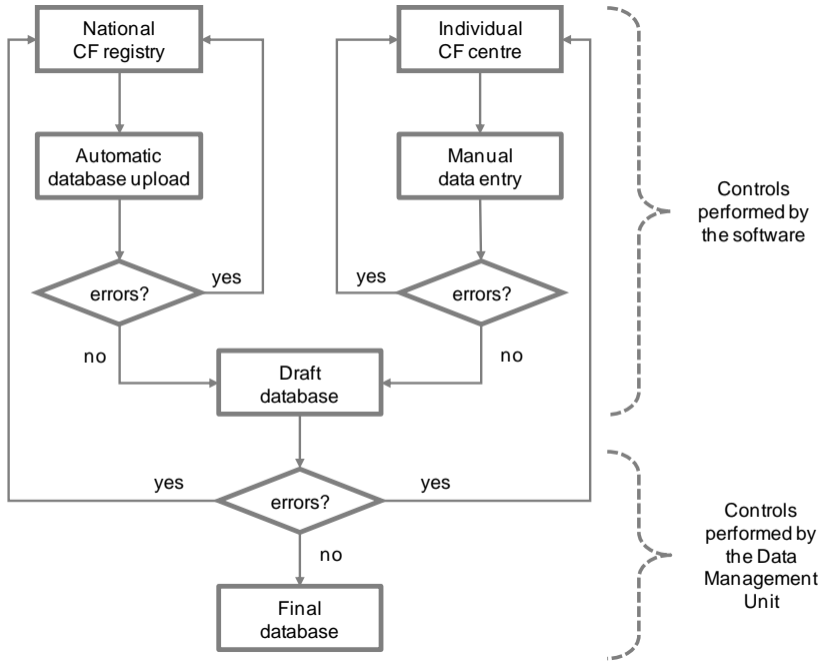 National
CF registry
Individual
CF centre
Automatic
database upload
Manual
data entry
Controls
performed by
the software
errors?
yes
yes
errors?
no
no
Draft
database
yes
errors?
yes
no
Controls
performed by
the Data
Management
Unit
Final
database